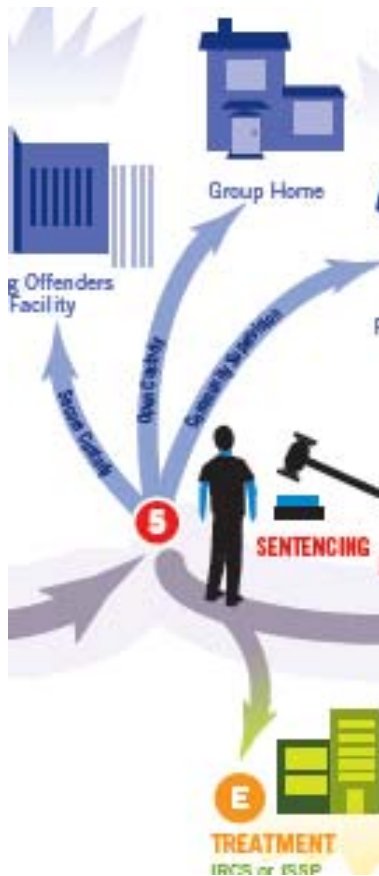 Group Home
g Offenders
Facility
Secure Custody
Open Custody
Community Supervision
5
SENTENCING
E
TREATMENT
IRCS or ISSP